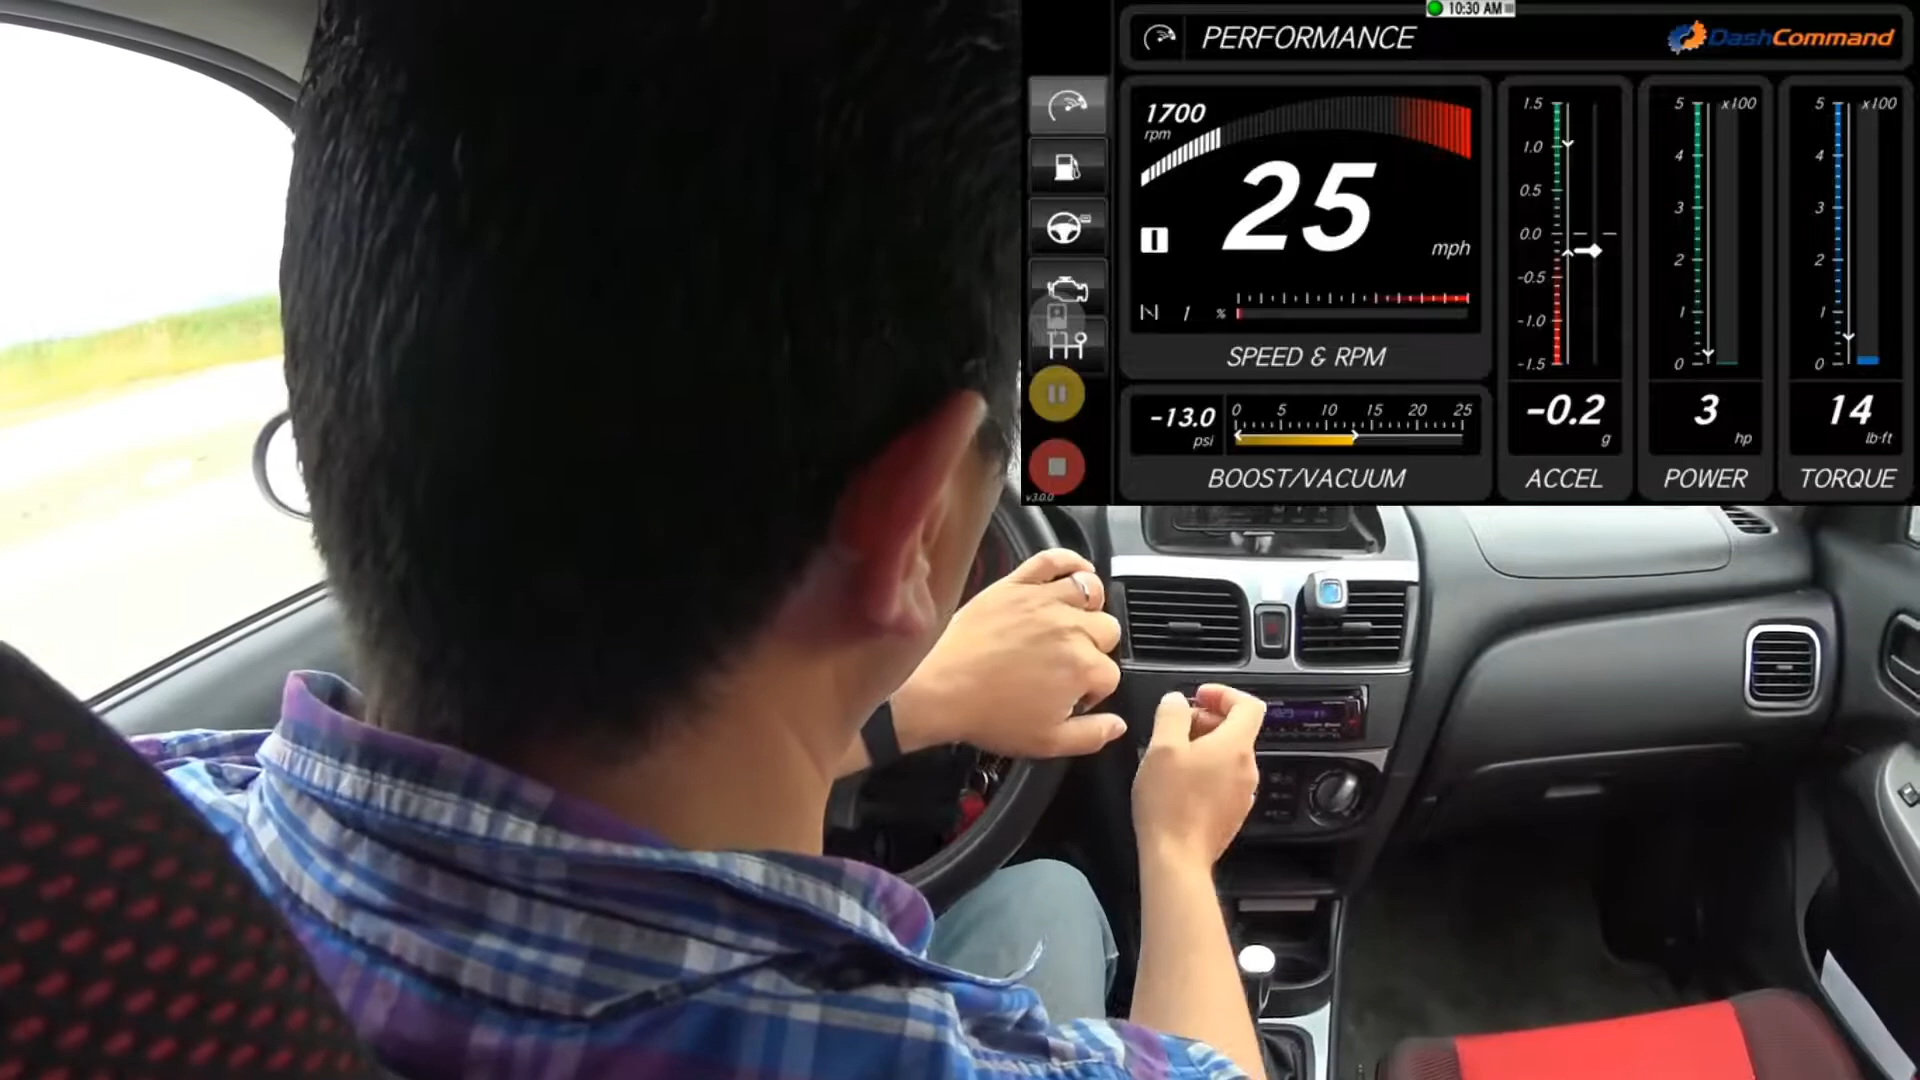 10:30 AM
PERFORMANCE
DashCommand
1700
rpm
25
mph
1 %
SPEED & RPM
-13.0
psi
0 5 10 15 20 25
BOOST/VACUUM
1.5
1.0
0.5
0.0
-0.5
-1.0
-1.5
-0.2
g
ACCEL
5 x100
4
3
2
1
0
3
hp
POWER
5 x100
4
3
2
1
0
14
lb·ft
TORQUE
v3.0.0